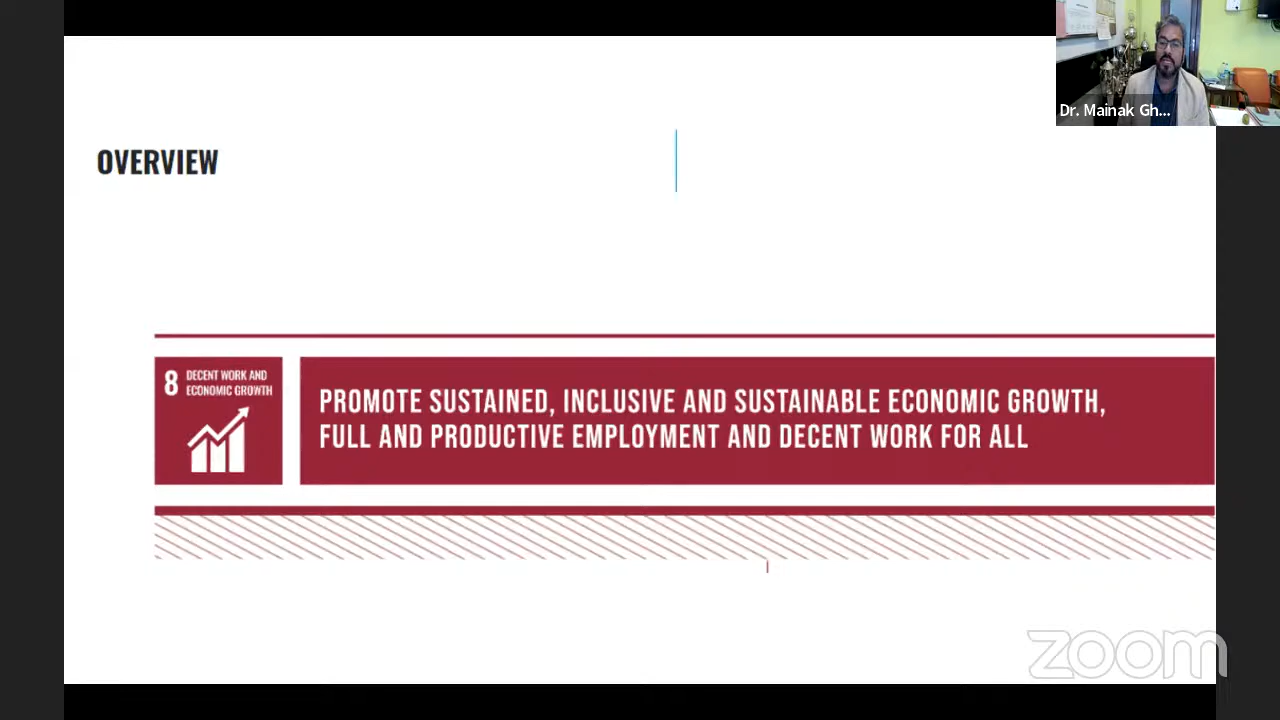 Dr. Mainak Gh...
OVERVIEW
8 DECENT WORK AND
ECONOMIC GROWTH
PROMOTE SUSTAINED, INCLUSIVE AND SUSTAINABLE ECONOMIC GROWTH,
FULL AND PRODUCTIVE EMPLOYMENT AND DECENT WORK FOR ALL
zoom